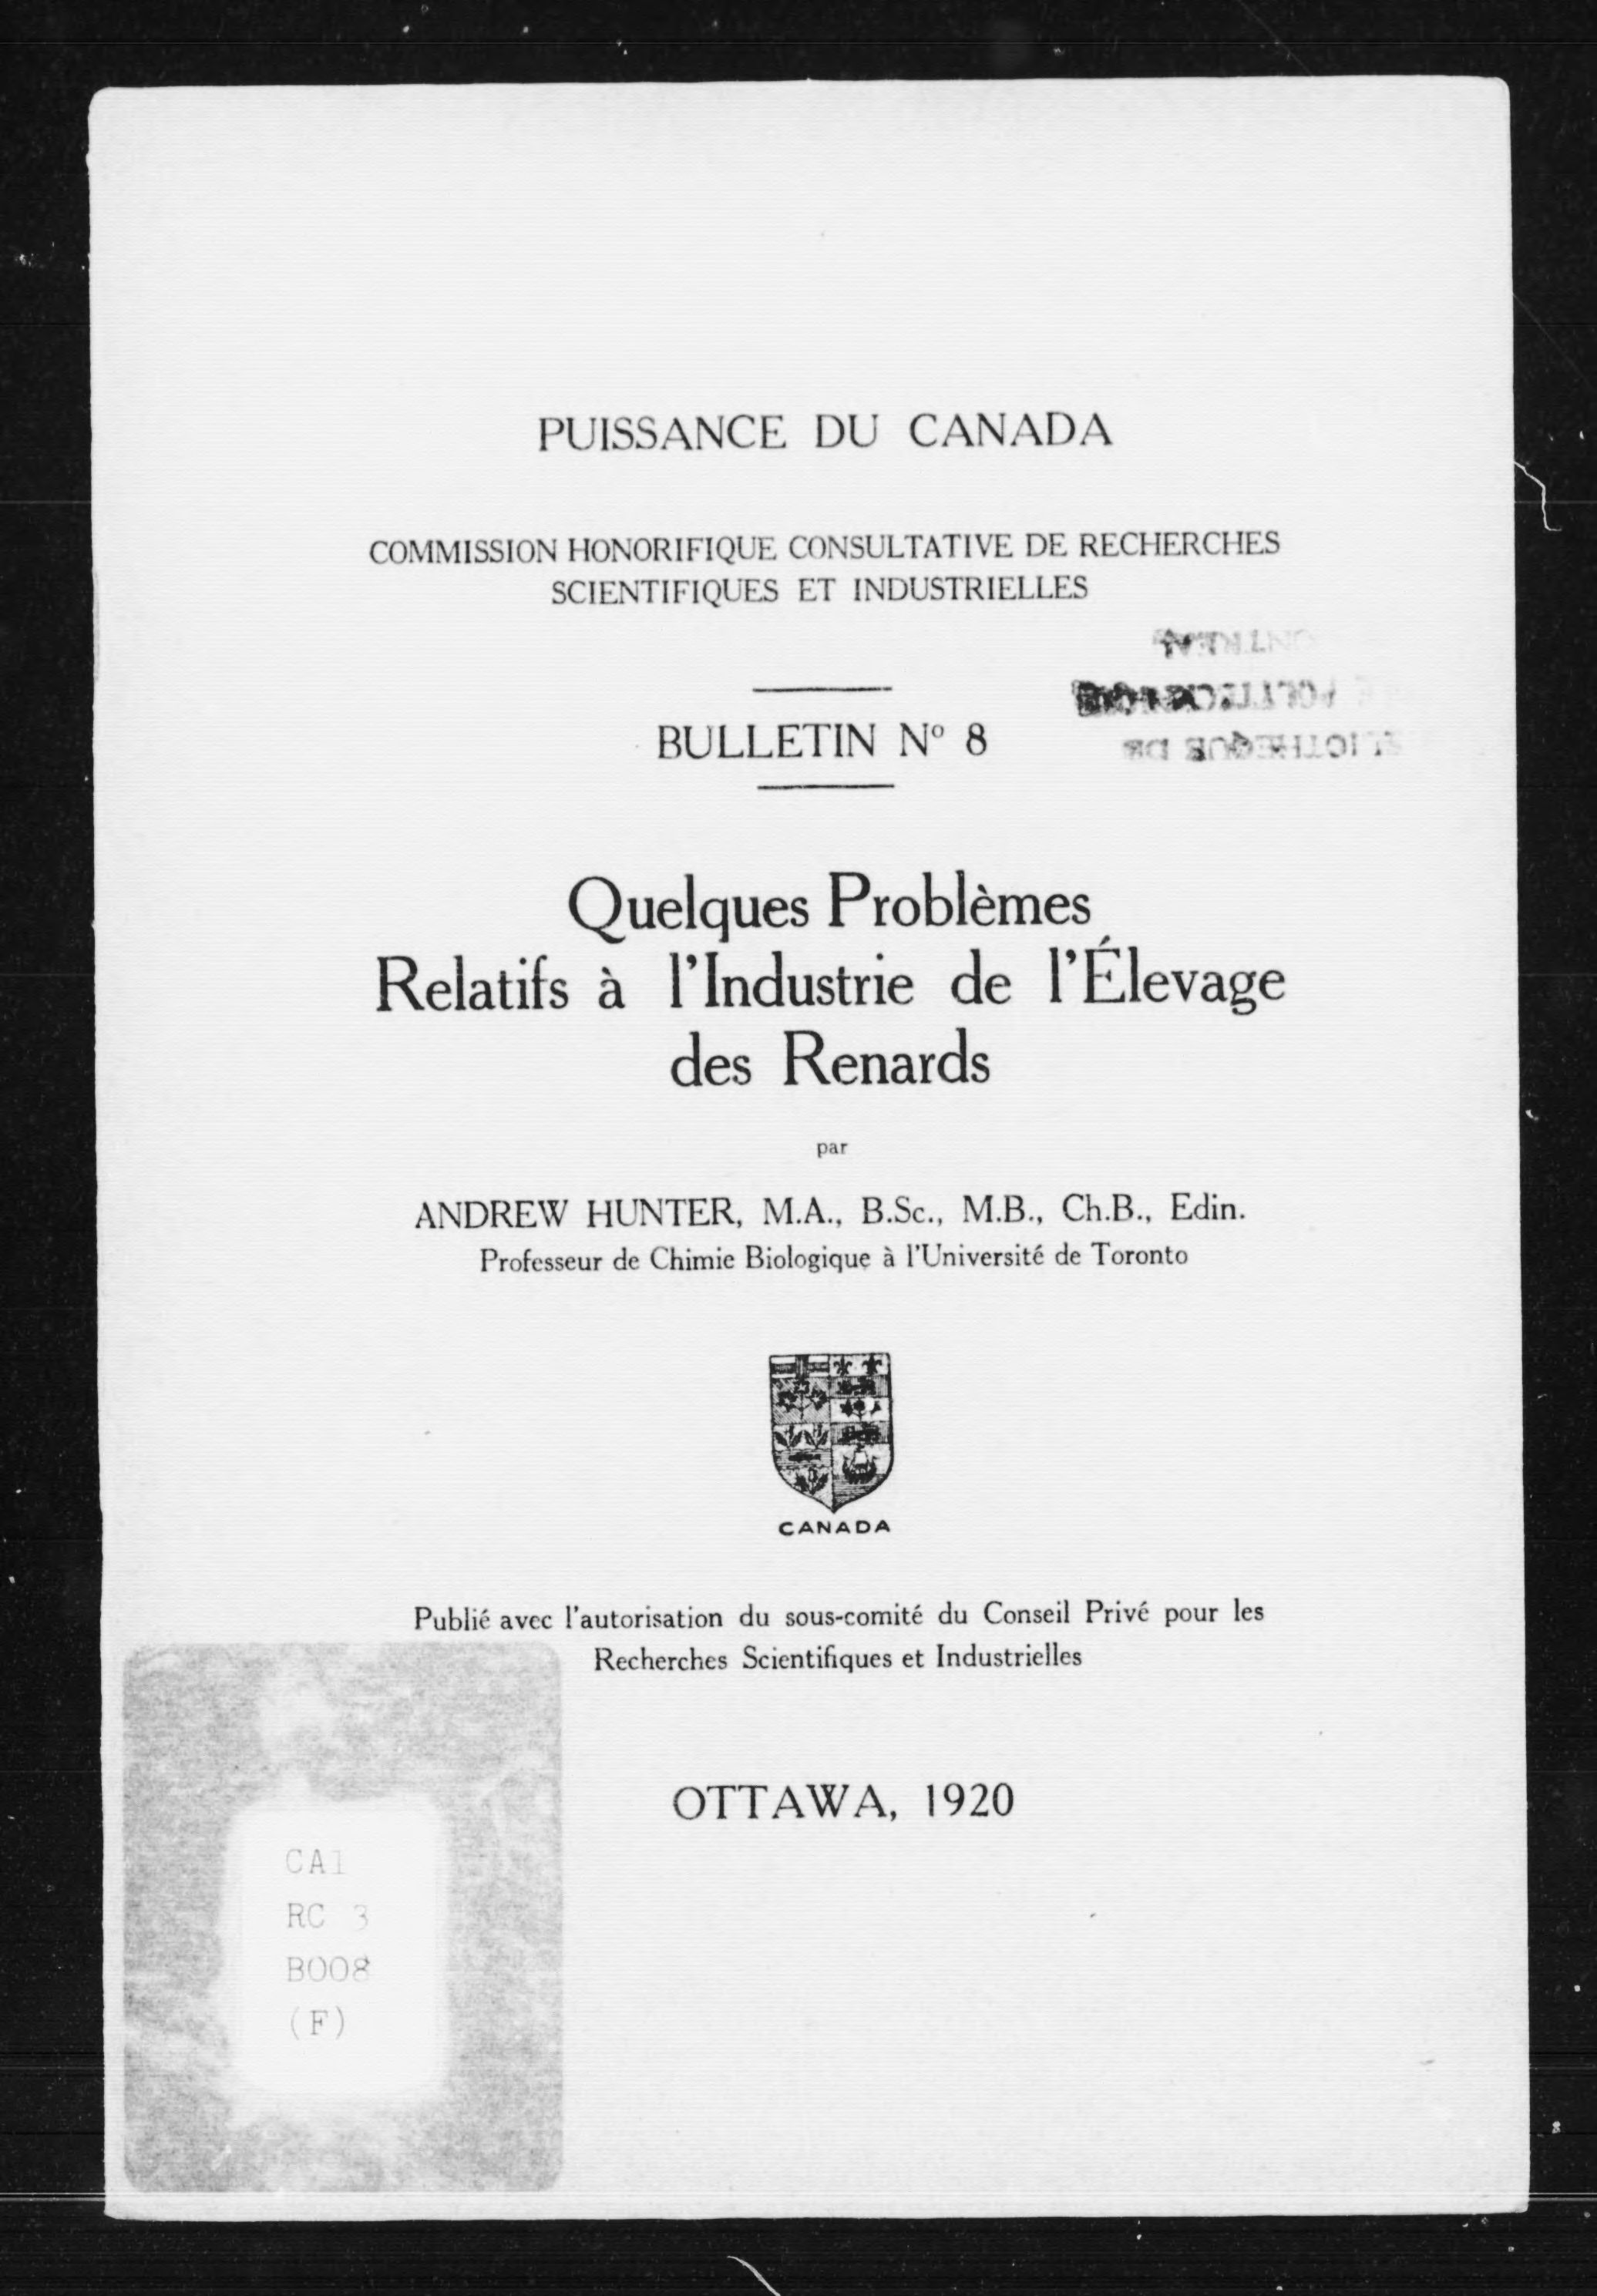 PUISSANCE DU CANADA
COMMISSION HONORIFIQUE CONSULTATIVE DE RECHERCHES
SCIENTIFIQUES ET INDUSTRIELLES
BULLETIN Nº 8
Quelques Problèmes
Relatifs à l'Industrie de l'Élevage
des Renards
par
ANDREW HUNTER, M.A., B.Sc., M.B., Ch.B., Edin.
Professeur de Chimie Biologique à l'Université de Toronto
CANADA
Publié avec l'autorisation du sous-comité du Conseil Privé pour les
Recherches Scientifiques et Industrielles
OTTAWA, 1920
CA1
RC 3
B008
(F)